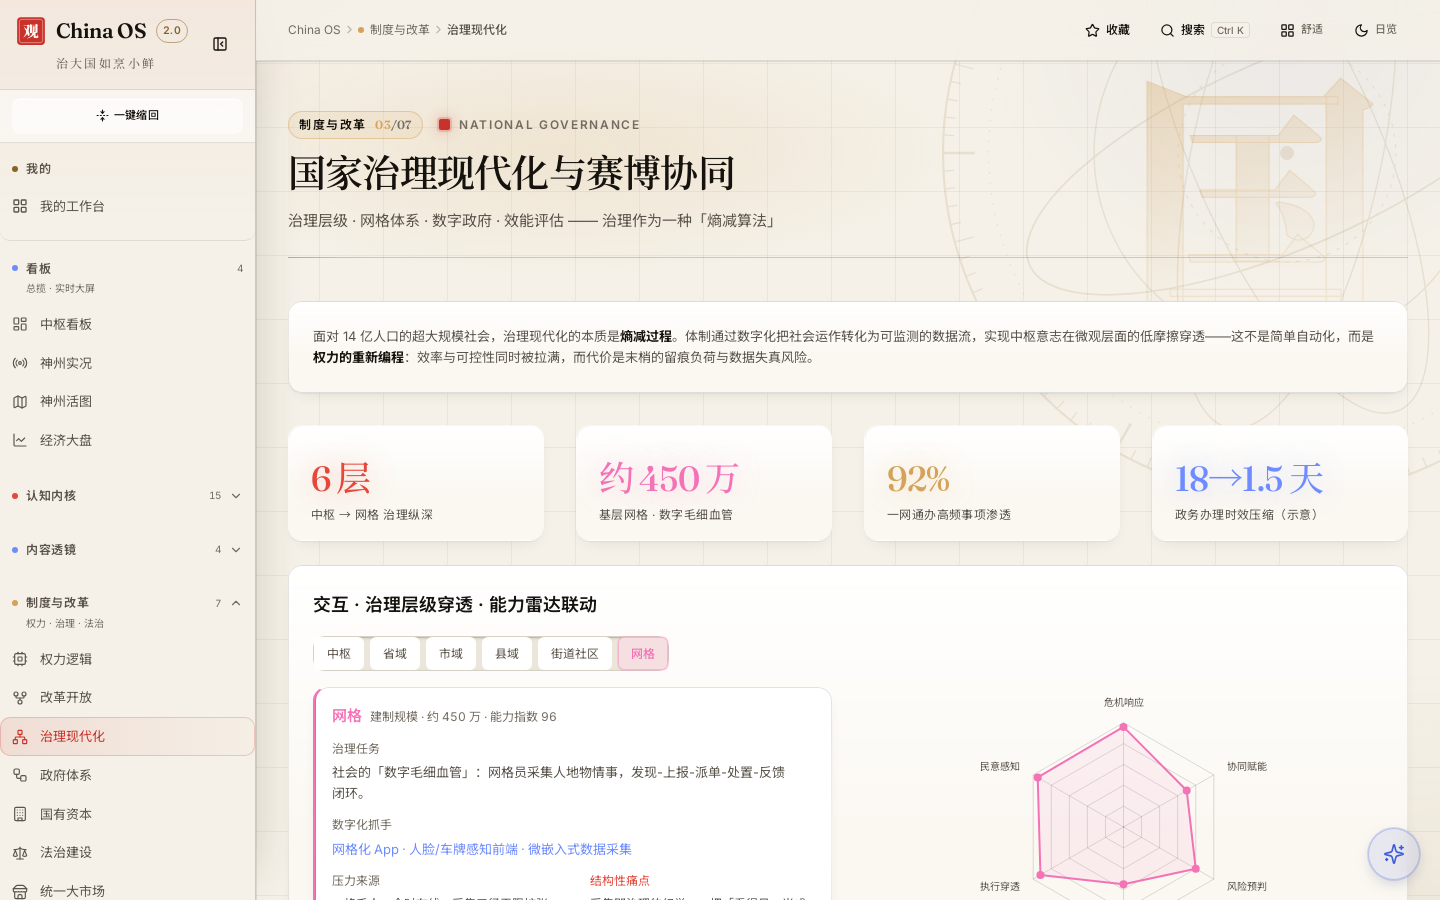 观 China OS 2.0
治大国如烹小鲜
一键缩回
我的
我的工作台
看板 4
总揽 · 实时大屏
中枢看板
神州实况
神州活图
经济大盘
认知内核 15
内容透镜 4
制度与改革 7
权力 · 治理 · 法治
权力逻辑
改革开放
治理现代化
政府体系
国有资本
法治建设
统一大市场
China OS > 制度与改革 > 治理现代化
收藏 搜索 Ctrl K 舒适 日览
制度与改革 03/07 NATIONAL GOVERNANCE
国家治理现代化与赛博协同
治理层级 · 网格体系 · 数字政府 · 效能评估 —— 治理作为一种「熵减算法」
面对 14 亿人口的超大规模社会，治理现代化的本质是熵减过程。体制通过数字化把社会运作转化为可监测的数据流，实现中枢意志在微观层面的低摩擦穿透——这不是简单自动化，而是
权力的重新编程：效率与可控性同时被拉满，而代价是末梢的留痕负荷与数据失真风险。
6 层
中枢 → 网格 治理纵深
约 450 万
基层网格 · 数字毛细血管
92%
一网通办高频事项渗透
18→1.5 天
政务办理时效压缩（示意）
交互 · 治理层级穿透 · 能力雷达联动
中枢 省域 市域 县域 街道社区 网格
网格 建制规模 · 约 450 万 · 能力指数 96
治理任务
社会的「数字毛细血管」：网格员采集人地物情事，发现-上报-派单-处置-反馈
闭环。
数字化抓手
网格化 App · 人脸/车牌感知前端 · 微嵌入式数据采集
压力来源 结构性痛点
危机响应
民意感知 协同赋能
执行穿透 风险预判